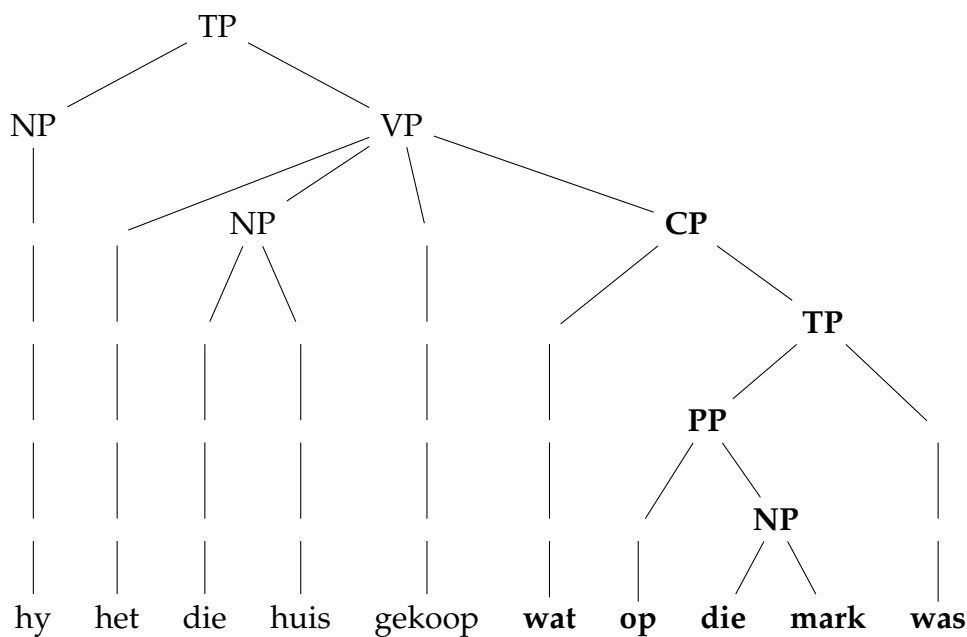 TP
NP VP
NP CP
TP
PP
NP
hy het die huis gekoop wat op die mark was